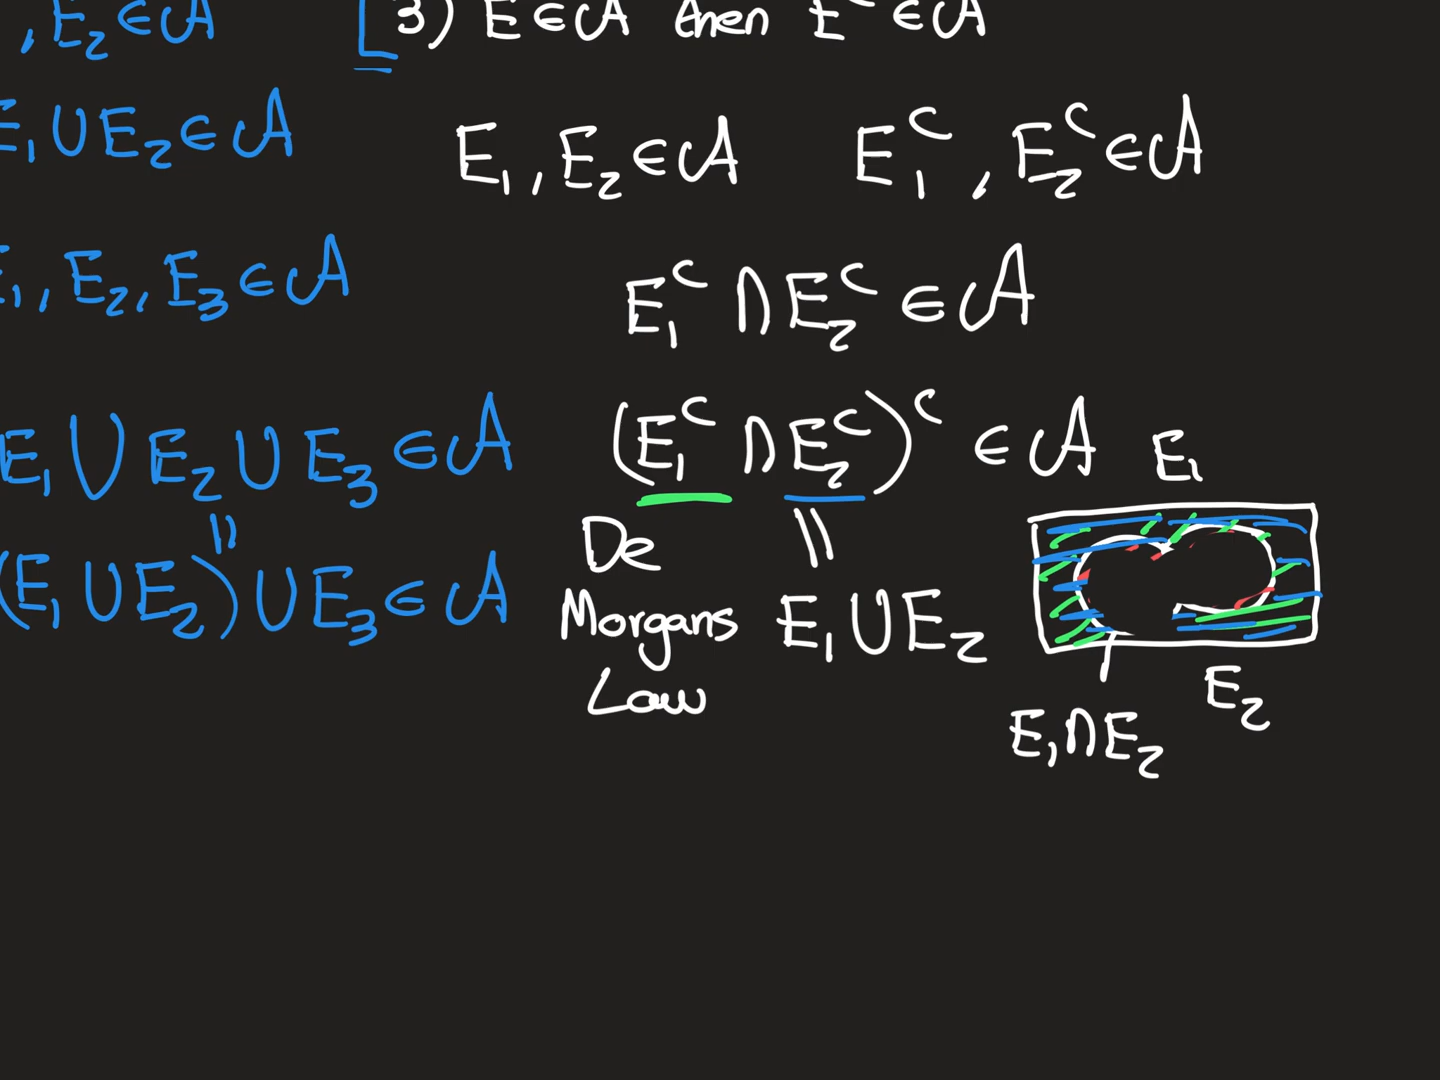 , E₂ ∈ A
3) E ∈ A then Eᶜ ∈ A
E₁ ∪ E₂ ∈ A
E₁, E₂ ∈ A
E₁ᶜ, E₂ᶜ ∈ A
E₁, E₂, E₃ ∈ A
E₁ᶜ ∩ E₂ᶜ ∈ A
E₁ ∪ E₂ ∪ E₃ ∈ A
=
(E₁ ∪ E₂) ∪ E₃ ∈ A
(E₁ᶜ ∩ E₂ᶜ)ᶜ ∈ A
=
E₁ ∪ E₂
De
Morgans
Law
E₁
E₂
E₁ ∩ E₂